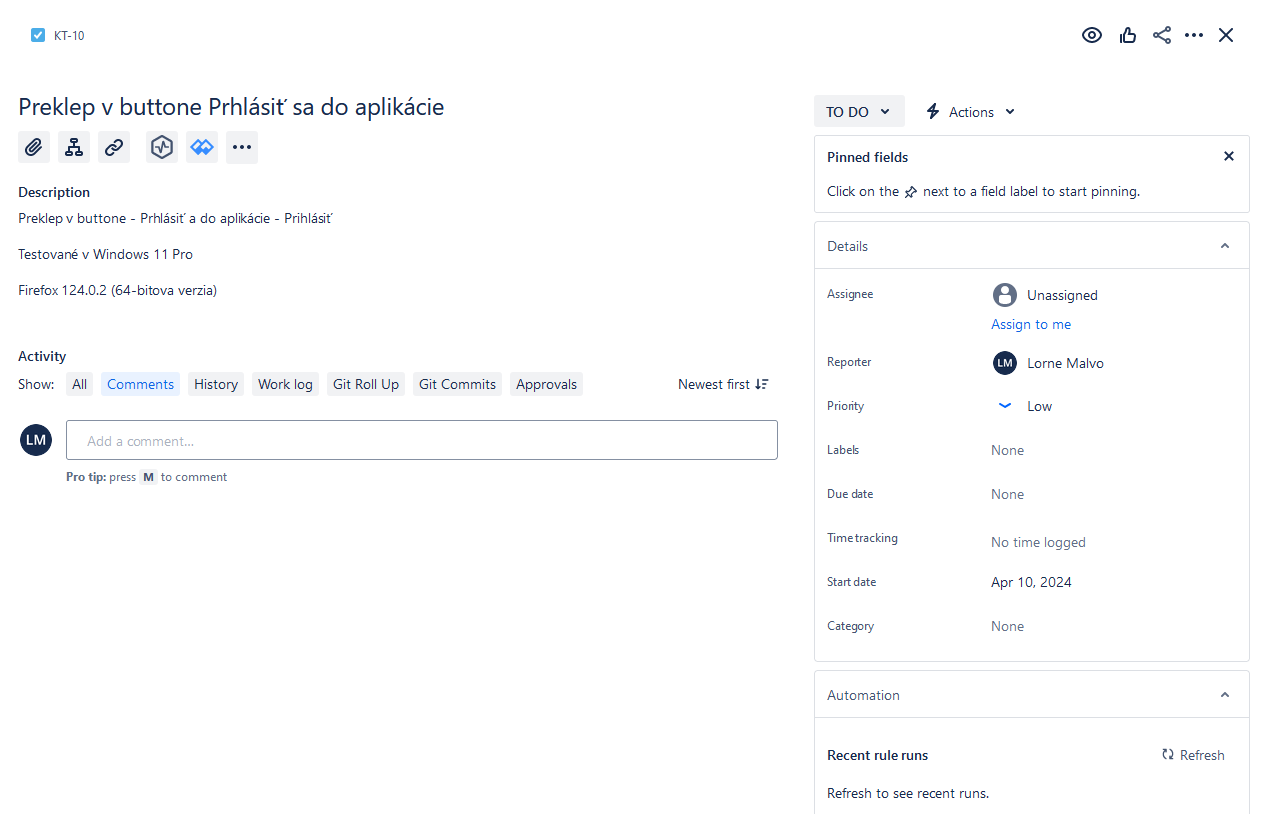 KT-10
Preklep v buttone Prhlásiť sa do aplikácie
Description
Preklep v buttone - Prhlásiť a do aplikácie - Prihlásiť
Testované v Windows 11 Pro
Firefox 124.0.2 (64-bitova verzia)
Activity
Show: All Comments History Work log Git Roll Up Git Commits Approvals Newest first
LM Add a comment...
Pro tip: press M to comment
TO DO Actions
Pinned fields
Click on the next to a field label to start pinning.
Details
Assignee Unassigned
Assign to me
Reporter LM Lorne Malvo
Priority Low
Labels None
Due date None
Time tracking No time logged
Start date Apr 10, 2024
Category None
Automation
Recent rule runs Refresh
Refresh to see recent runs.